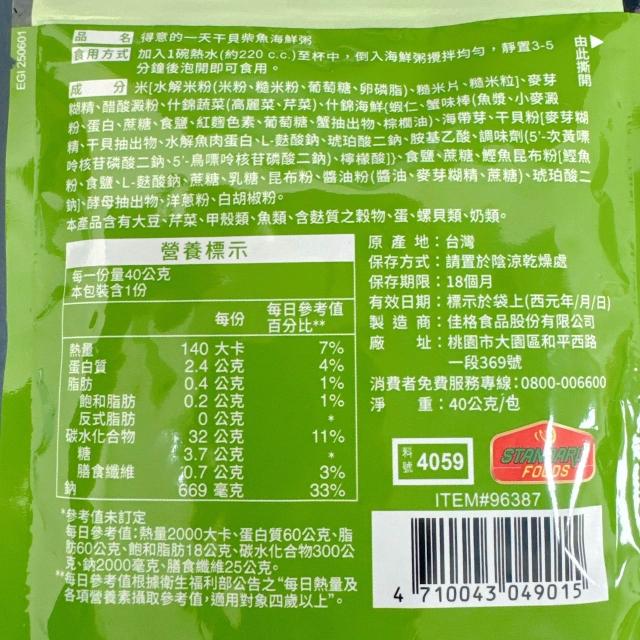 EGI 250601
品名 得意的一天干貝柴魚海鮮粥
食用方式 加入1碗熱水(約220 c.c.)至杯中，倒入海鮮粥攪拌均勻，靜置3-5
分鐘後泡開即可食用。
由此撕開
成分 米[水解米粉(米粉、糙米粉、葡萄糖、卵磷脂)、糙米片、糙米粒]、麥芽
糊精、醋酸澱粉、什錦蔬菜(高麗菜、芹菜)、什錦海鮮(蝦仁、蟹味棒(魚漿、小麥澱
粉、蛋白、蔗糖、食鹽、紅麴色素、葡萄糖、蟹抽出物、棕櫚油)、海帶芽、干貝粉[麥芽糊
精、干貝抽出物、水解魚肉蛋白、L-麩酸鈉、琥珀酸二鈉、胺基乙酸、調味劑(5'-次黃嘌
呤核苷磷酸二鈉、5'-鳥嘌呤核苷磷酸二鈉)、檸檬酸]}、食鹽、蔗糖、鰹魚昆布粉[鰹魚
粉、食鹽、L-麩酸鈉、蔗糖、乳糖、昆布粉、醬油粉(醬油、麥芽糊精、蔗糖)、琥珀酸二
鈉]、酵母抽出物、洋蔥粉、白胡椒粉。
本產品含有大豆、芹菜、甲殼類、魚類、含麩質之穀物、蛋、螺貝類、奶類。
營養標示
每一份量40公克
本包裝含1份
每份 每日參考值百分比**
熱量 140 大卡 7%
蛋白質 2.4 公克 4%
脂肪 0.4 公克 1%
飽和脂肪 0.2 公克 1%
反式脂肪 0 公克 *
碳水化合物 32 公克 11%
糖 3.7 公克 *
膳食纖維 0.7 公克 3%
鈉 669 毫克 33%
*參考值未訂定
每日參考值:熱量2000大卡、蛋白質60公克、脂
肪60公克、飽和脂肪18公克、碳水化合物300公
克、鈉2000毫克、膳食纖維25公克。
**每日參考值根據衛生福利部公告之"每日熱量及
各項營養素攝取參考值，適用對象四歲以上"。
原產地：台灣
保存方式：請置於陰涼乾燥處
保存期限：18個月
有效日期：標示於袋上(西元年/月/日)
製造商：佳格食品股份有限公司
廠址：桃園市大園區和平西路
一段369號
消費者免費服務專線：0800-006600
淨重：40公克/包
料號 4059
STANDARD
FOODS
ITEM#96387
4 710043 049015